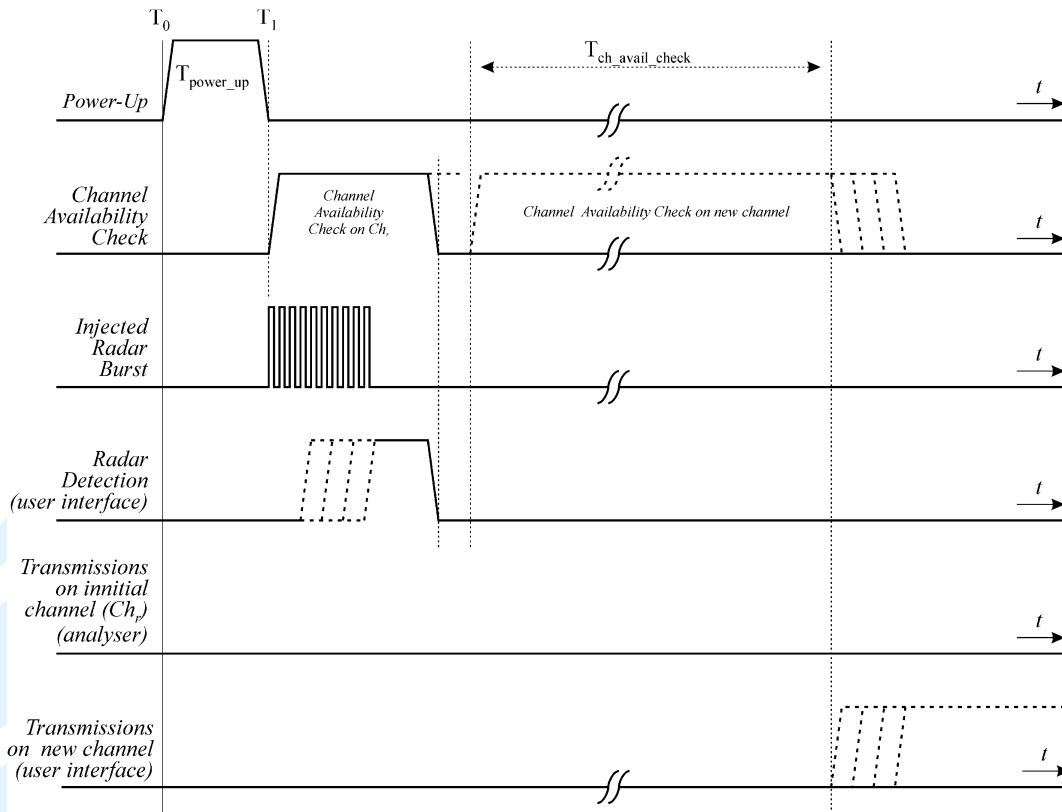 T0
T1
Tpower_up
Tch_avail_check
Power-Up
t
Channel
Availability
Check
Channel
Availability
Check on Chr
Channel Availability Check on new channel
t
Injected
Radar
Burst
t
Radar
Detection
(user interface)
t
Transmissions
on innitial
channel (Chr)
(analyser)
t
Transmissions
on new channel
(user interface)
t